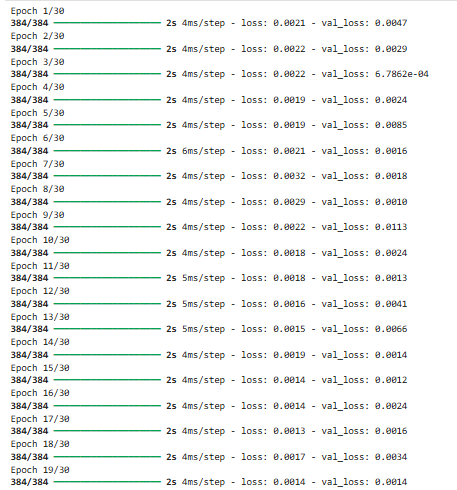 Epoch 1/30
384/384 ━━━━━━━━━━━━━━━━━━━━ 2s 4ms/step - loss: 0.0021 - val_loss: 0.0047
Epoch 2/30
384/384 ━━━━━━━━━━━━━━━━━━━━ 2s 4ms/step - loss: 0.0022 - val_loss: 0.0029
Epoch 3/30
384/384 ━━━━━━━━━━━━━━━━━━━━ 2s 4ms/step - loss: 0.0022 - val_loss: 6.7862e-04
Epoch 4/30
384/384 ━━━━━━━━━━━━━━━━━━━━ 2s 4ms/step - loss: 0.0019 - val_loss: 0.0024
Epoch 5/30
384/384 ━━━━━━━━━━━━━━━━━━━━ 2s 4ms/step - loss: 0.0019 - val_loss: 0.0085
Epoch 6/30
384/384 ━━━━━━━━━━━━━━━━━━━━ 2s 6ms/step - loss: 0.0021 - val_loss: 0.0016
Epoch 7/30
384/384 ━━━━━━━━━━━━━━━━━━━━ 2s 4ms/step - loss: 0.0032 - val_loss: 0.0018
Epoch 8/30
384/384 ━━━━━━━━━━━━━━━━━━━━ 2s 4ms/step - loss: 0.0029 - val_loss: 0.0010
Epoch 9/30
384/384 ━━━━━━━━━━━━━━━━━━━━ 2s 4ms/step - loss: 0.0022 - val_loss: 0.0113
Epoch 10/30
384/384 ━━━━━━━━━━━━━━━━━━━━ 2s 4ms/step - loss: 0.0018 - val_loss: 0.0024
Epoch 11/30
384/384 ━━━━━━━━━━━━━━━━━━━━ 2s 5ms/step - loss: 0.0018 - val_loss: 0.0013
Epoch 12/30
384/384 ━━━━━━━━━━━━━━━━━━━━ 2s 5ms/step - loss: 0.0016 - val_loss: 0.0041
Epoch 13/30
384/384 ━━━━━━━━━━━━━━━━━━━━ 2s 5ms/step - loss: 0.0015 - val_loss: 0.0066
Epoch 14/30
384/384 ━━━━━━━━━━━━━━━━━━━━ 2s 4ms/step - loss: 0.0019 - val_loss: 0.0014
Epoch 15/30
384/384 ━━━━━━━━━━━━━━━━━━━━ 2s 4ms/step - loss: 0.0014 - val_loss: 0.0012
Epoch 16/30
384/384 ━━━━━━━━━━━━━━━━━━━━ 2s 4ms/step - loss: 0.0014 - val_loss: 0.0024
Epoch 17/30
384/384 ━━━━━━━━━━━━━━━━━━━━ 2s 4ms/step - loss: 0.0013 - val_loss: 0.0016
Epoch 18/30
384/384 ━━━━━━━━━━━━━━━━━━━━ 2s 4ms/step - loss: 0.0017 - val_loss: 0.0034
Epoch 19/30
384/384 ━━━━━━━━━━━━━━━━━━━━ 2s 4ms/step - loss: 0.0014 - val_loss: 0.0014